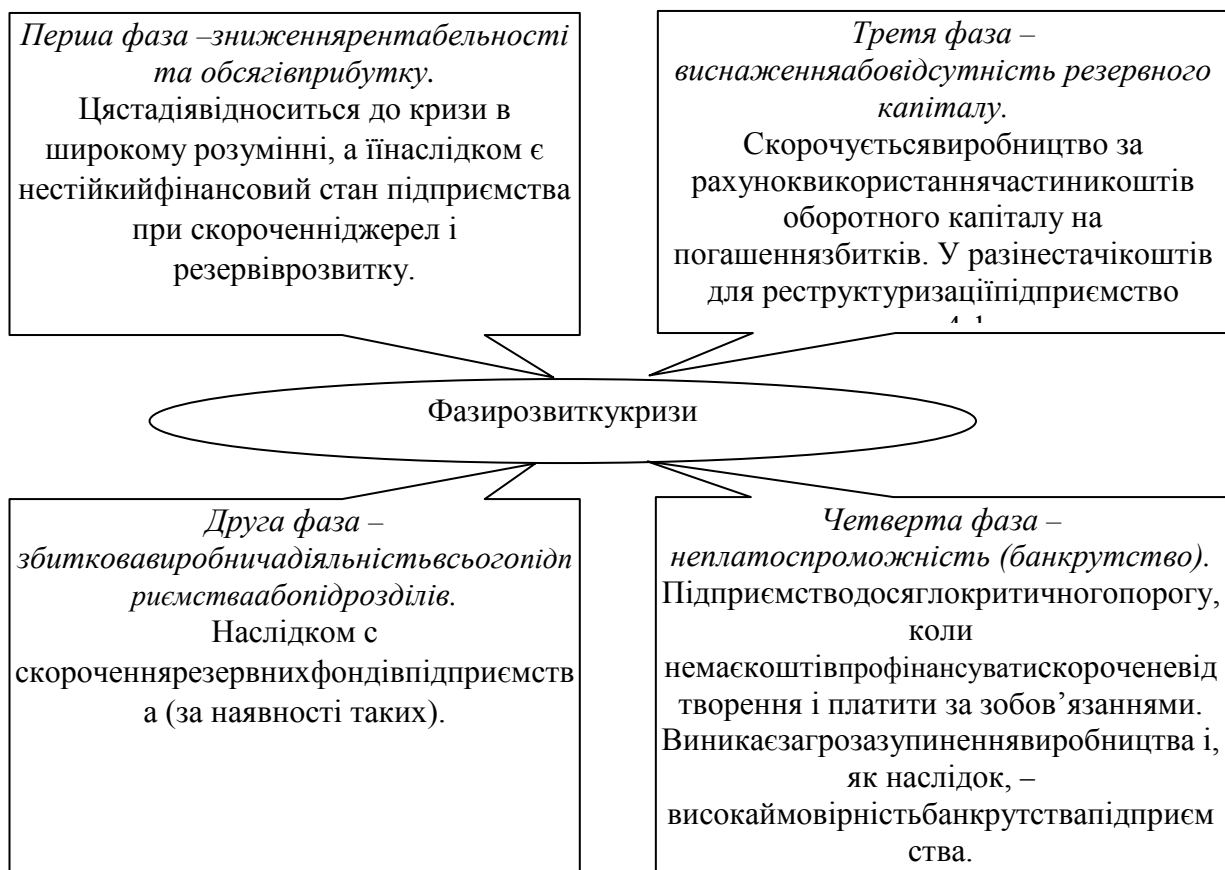 Перша фаза –зниженнярентабельності
та обсягівприбутку.
Цястадіявідноситься до кризи в
широкому розумінні, а їїнаслідком є
нестійкийфінансовий стан підприємства
при скороченніджерел і
резервіврозвитку.
Третя фаза –
виснаженняабовідсутність резервного
капіталу.
Скорочуєтьсявиробництво за
рахуноквикористаннячастиникоштів
оборотного капіталу на
погашеннязбитків. У разінестачікоштів
для реструктуризаціїпідприємство
Фазирозвиткукризи
Друга фаза –
збитковавиробничадіяльністьвсьогопідп
риємстваабопідрозділів.
Наслідком с
скороченнярезервнихфондівпідприємств
а (за наявності таких).
Четверта фаза –
неплатоспроможність (банкрутство).
Підприємстводосяглокритичногопорогу,
коли
немаєкоштівпрофінансуватискороченевід
творення і платити за зобов’язаннями.
Виникаєзагрозазупиненнявиробництва і,
як наслідок, –
високаймовірністьбанкрутствапідприєм
ства.